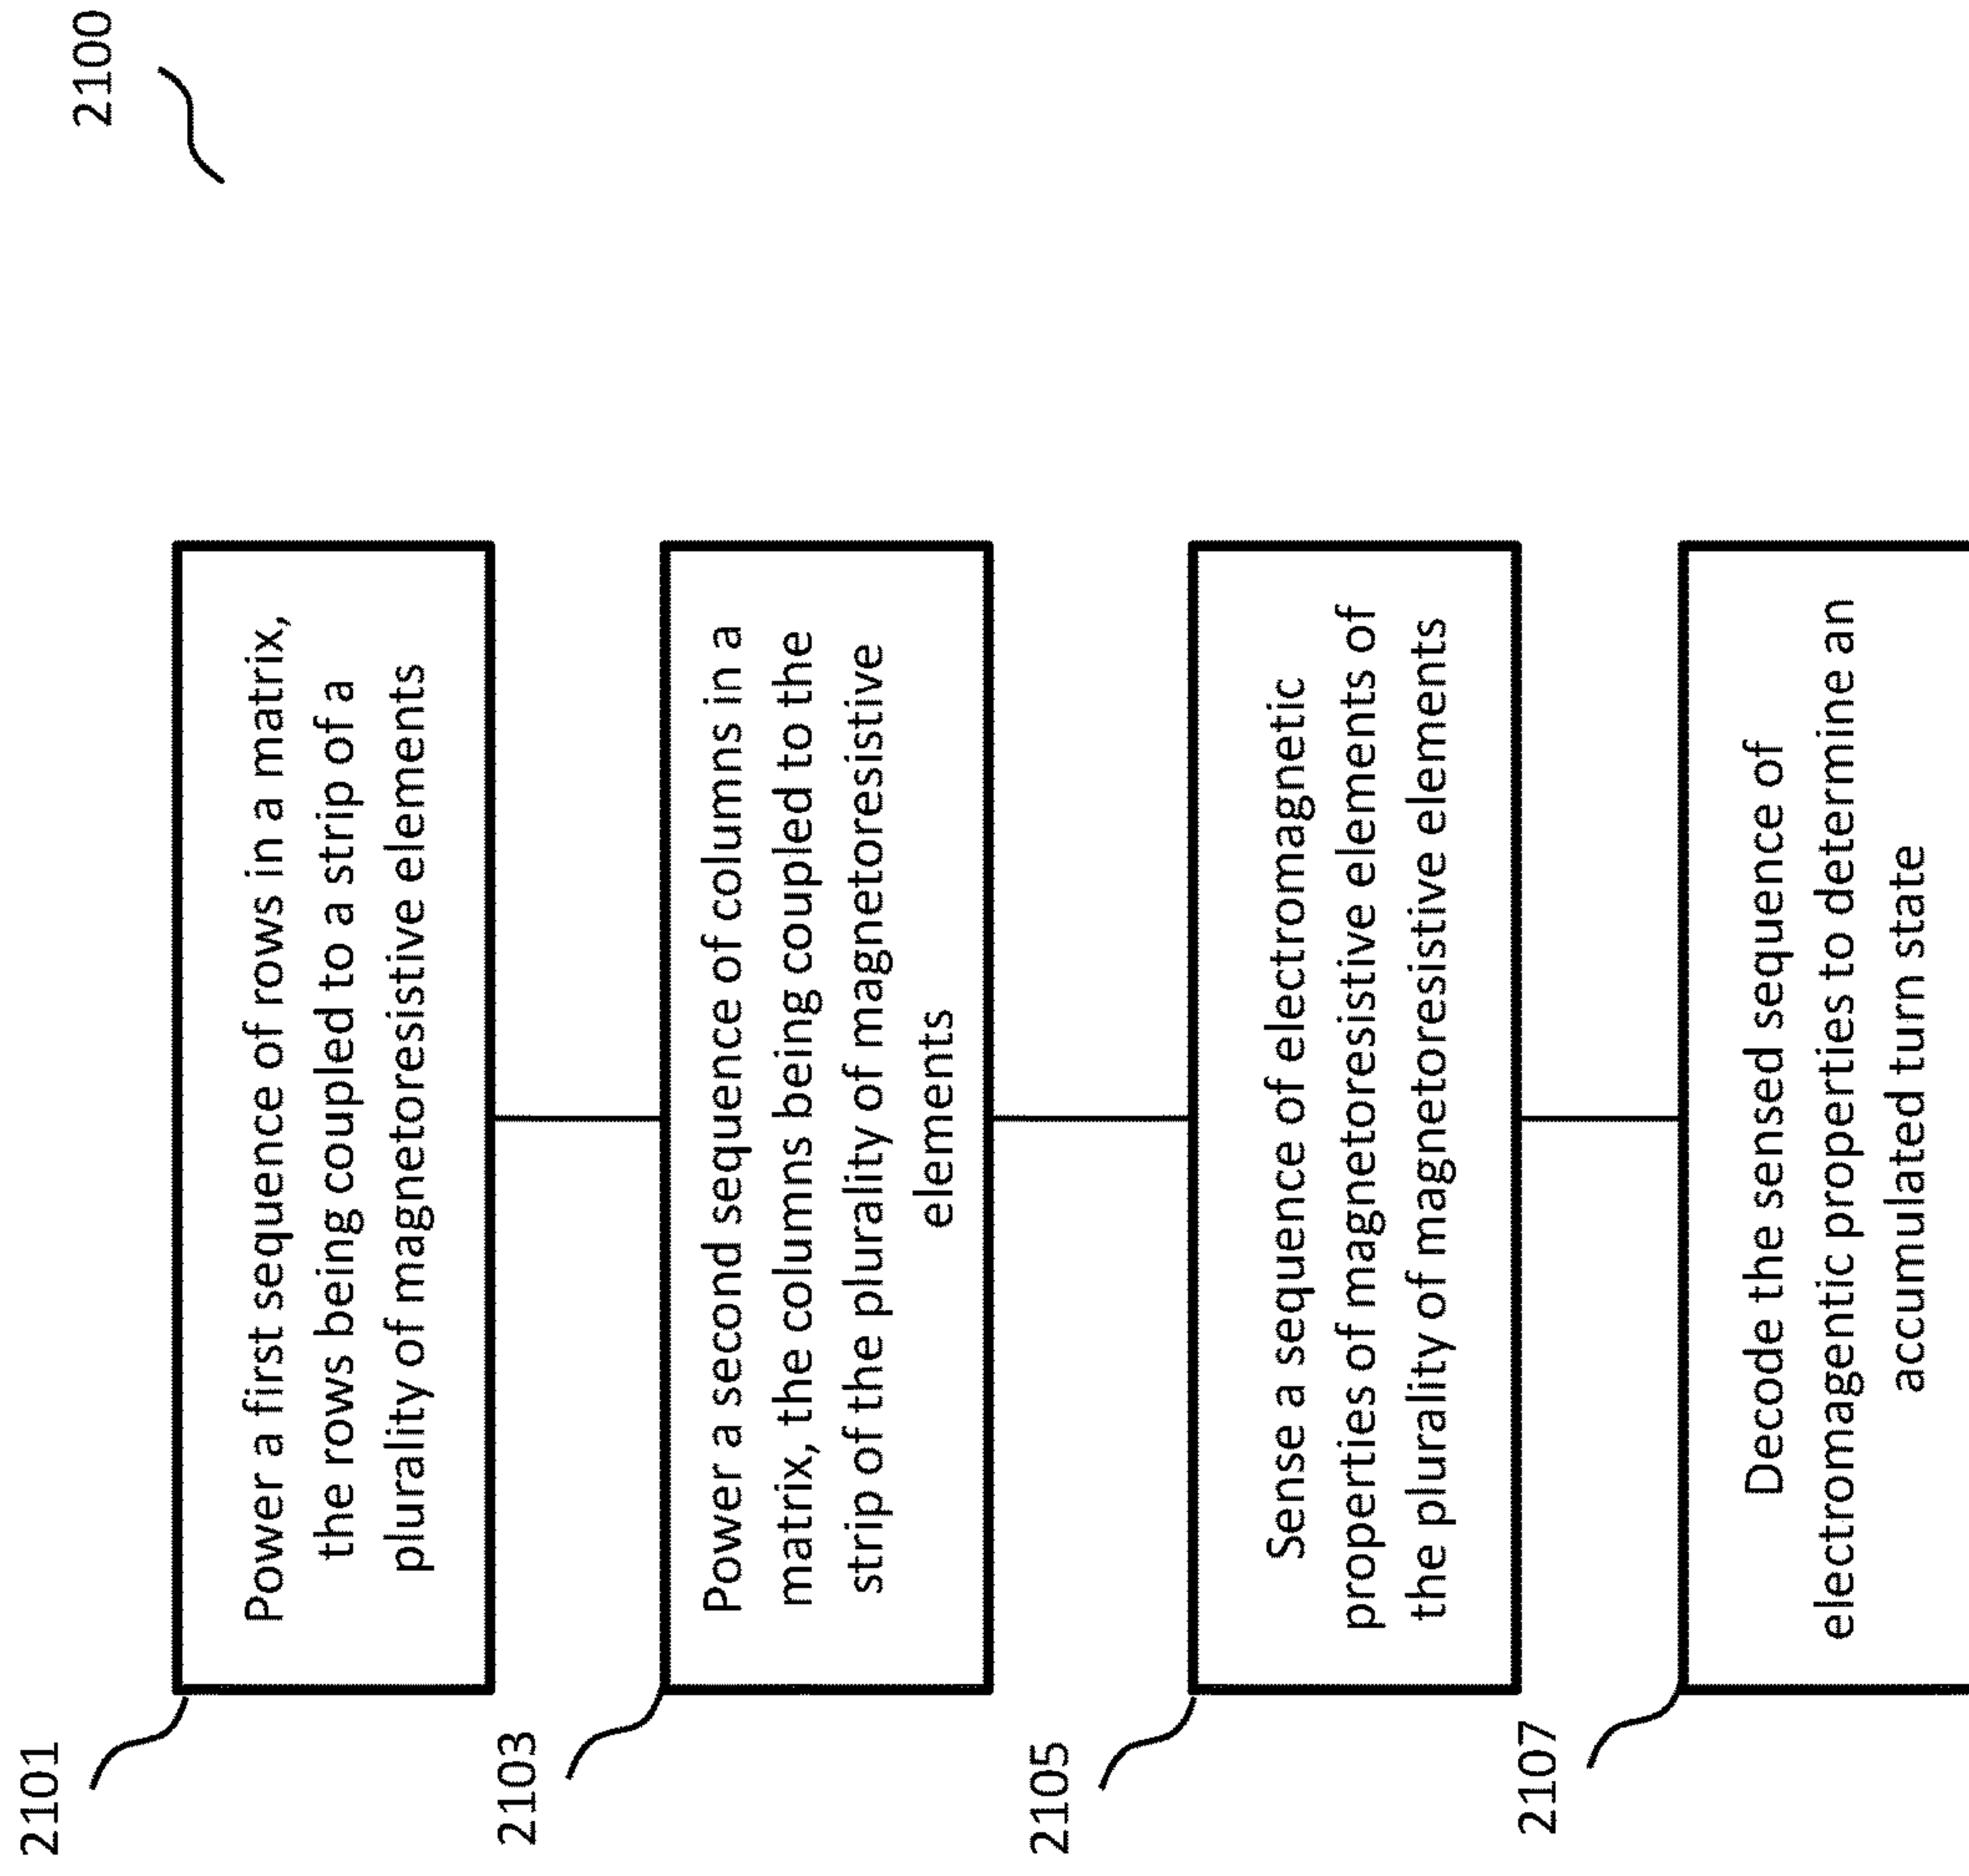 2100
2101
Power a first sequence of rows in a matrix,
the rows being coupled to a strip of a
plurality of magnetoresistive elements
2103
Power a second sequence of columns in a
matrix, the columns being coupled to the
strip of the plurality of magnetoresistive
elements
2105
Sense a sequence of electromagnetic
properties of magnetoresistive elements of
the plurality of magnetoresistive elements
2107
Decode the sensed sequence of
electromagentic properties to determine an
accumulated turn state